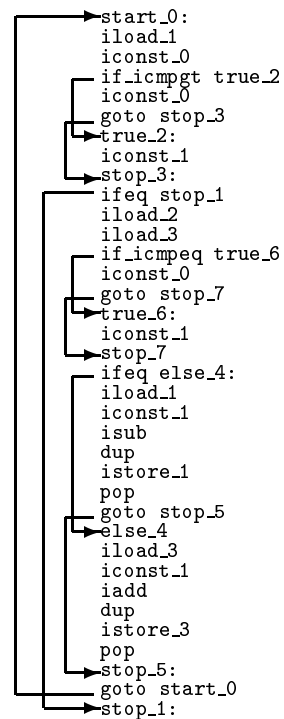 start_0:
iload_1
iconst_0
if_icmpgt true_2
iconst_0
goto stop_3
true_2:
iconst_1
stop_3:
ifeq stop_1
iload_2
iload_3
if_icmpeq true_6
iconst_0
goto stop_7
true_6:
iconst_1
stop_7
ifeq else_4:
iload_1
iconst_1
isub
dup
istore_1
pop
goto stop_5
else_4
iload_3
iconst_1
iadd
dup
istore_3
pop
stop_5:
goto start_0
stop_1: